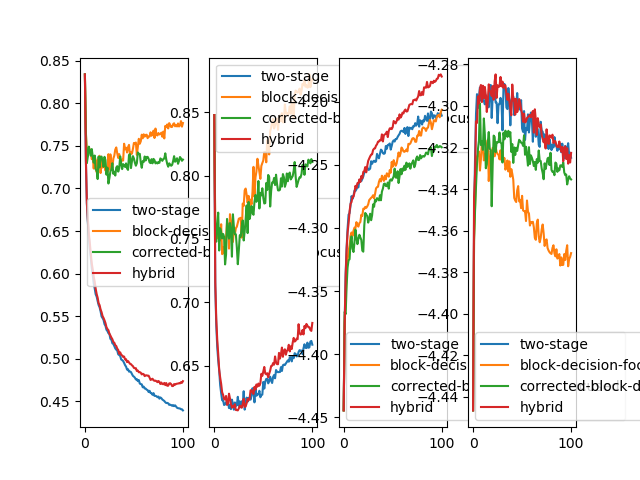 0.85
0.80
0.75
0.70
0.65
0.60
0.55
0.50
0.45
0
100
two-stage
block-decis
corrected-b
hybrid
0.85
0.80
0.75
0.70
0.65
0
100
two-stage
block-decis
corrected-b
hybrid
−4.20
−4.25
−4.30
−4.35
−4.40
−4.45
0
100
two-stage
block-decis
corrected-b
hybrid
−4.28
−4.30
−4.32
−4.34
−4.36
−4.38
−4.40
−4.42
−4.44
0
100
two-stage
block-decision-foc
corrected-block-d
hybrid